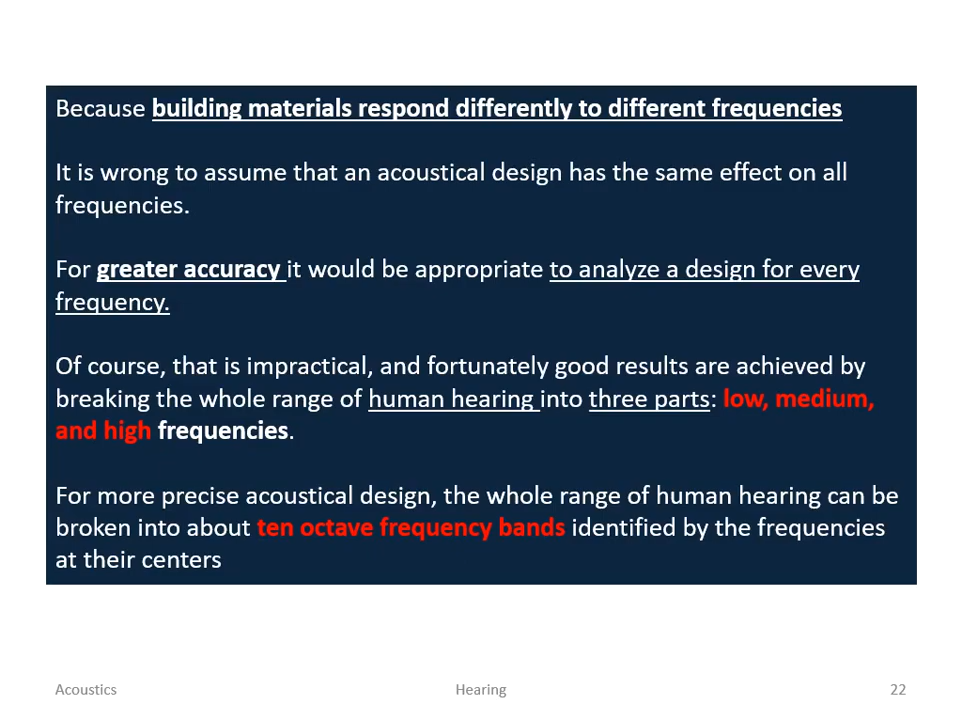 Because building materials respond differently to different frequencies
It is wrong to assume that an acoustical design has the same effect on all
frequencies.
For greater accuracy it would be appropriate to analyze a design for every
frequency.
Of course, that is impractical, and fortunately good results are achieved by
breaking the whole range of human hearing into three parts: low, medium,
and high frequencies.
For more precise acoustical design, the whole range of human hearing can be
broken into about ten octave frequency bands identified by the frequencies
at their centers
Acoustics
Hearing
22